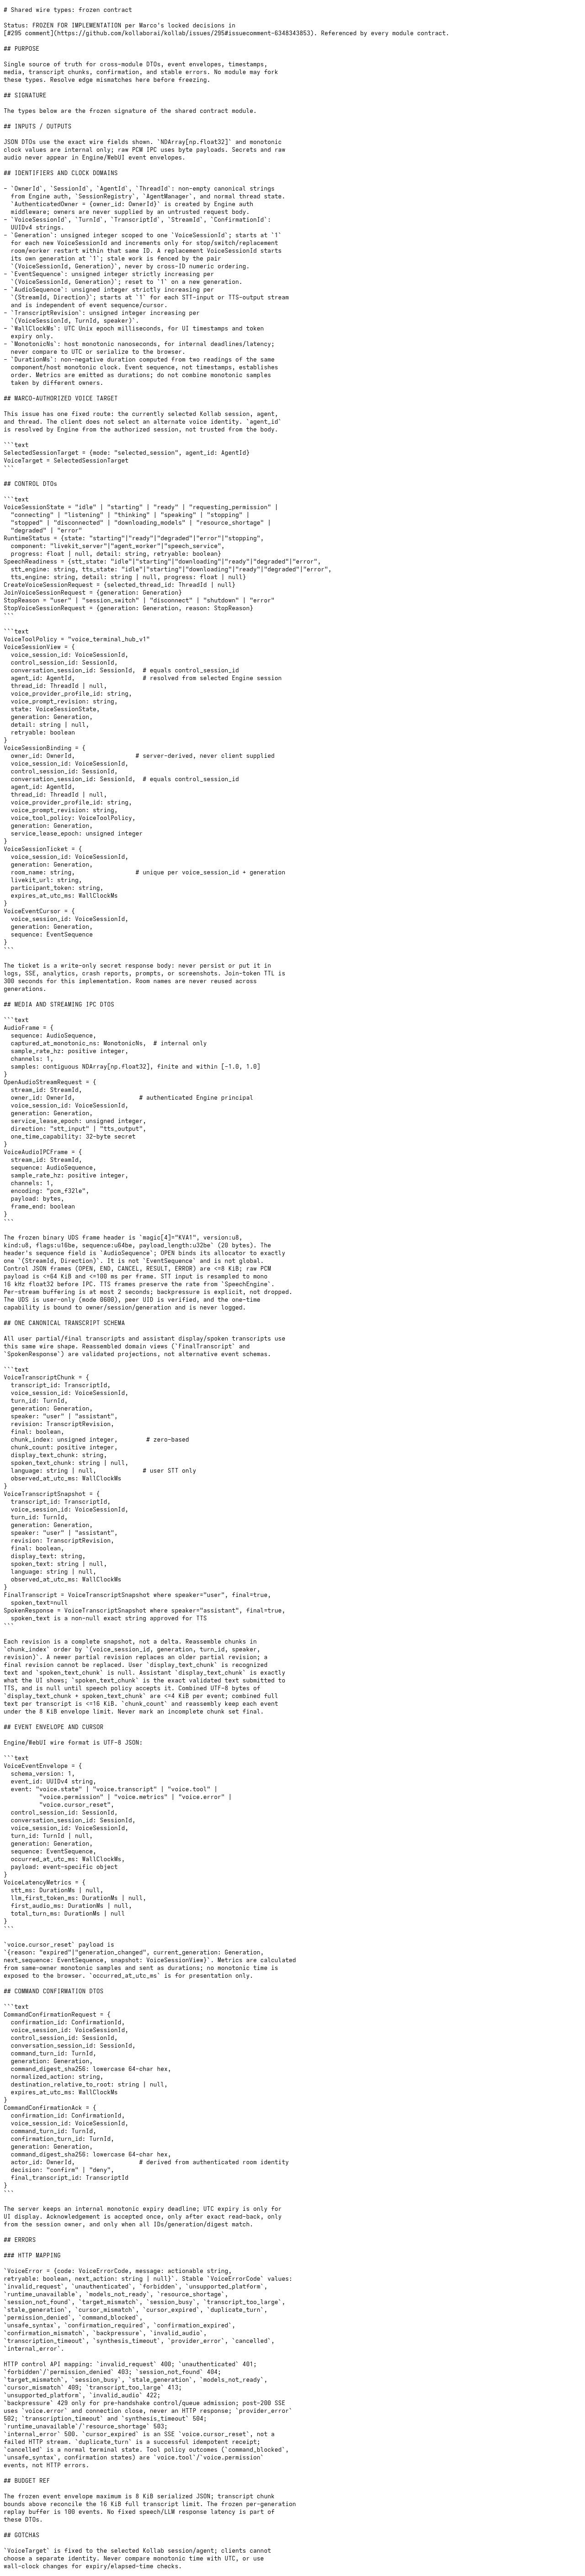 # Shared wire types: frozen contract
Status: FROZEN FOR IMPLEMENTATION per Marco's locked decisions in
[#295 comment](https://github.com/kollaborai/kollab/issues/295#issuecomment-6348343853). Referenced by every module contract.
## PURPOSE
Single source of truth for cross-module DTOs, event envelopes, timestamps,
media, transcript chunks, confirmation, and stable errors. No module may fork
these types. Resolve edge mismatches here before freezing.
## SIGNATURE
The types below are the frozen signature of the shared contract module.
## INPUTS / OUTPUTS
JSON DTOs use the exact wire fields shown. `NDArray[np.float32]` and monotonic
clock values are internal only; raw PCM IPC uses byte payloads. Secrets and raw
audio never appear in Engine/WebUI event envelopes.
## IDENTIFIERS AND CLOCK DOMAINS
- `OwnerId`, `SessionId`, `AgentId`, `ThreadId`: non-empty canonical strings
  from Engine auth, `SessionRegistry`, `AgentManager`, and normal thread state.
  `AuthenticatedOwner = {owner_id: OwnerId}` is created by Engine auth
  middleware; owners are never supplied by an untrusted request body.
- `VoiceSessionId`, `TurnId`, `TranscriptId`, `StreamId`, `ConfirmationId`:
  UUIDv4 strings.
- `Generation`: unsigned integer scoped to one `VoiceSessionId`; starts at `1`
  for each new VoiceSessionId and increments only for stop/switch/replacement
  room/worker restart within that same ID. A replacement VoiceSessionId starts
  its own generation at `1`; stale work is fenced by the pair
  `(VoiceSessionId, Generation)`, never by cross-ID numeric ordering.
- `EventSequence`: unsigned integer strictly increasing per
  `(VoiceSessionId, Generation)`; reset to `1` on a new generation.
- `AudioSequence`: unsigned integer strictly increasing per
  `(StreamId, Direction)`; starts at `1` for each STT-input or TTS-output stream
  and is independent of event sequence/cursor.
- `TranscriptRevision`: unsigned integer increasing per
  `(VoiceSessionId, TurnId, speaker)`.
- `WallClockMs`: UTC Unix epoch milliseconds, for UI timestamps and token
  expiry only.
- `MonotonicNs`: host monotonic nanoseconds, for internal deadlines/latency;
  never compare to UTC or serialize to the browser.
- `DurationMs`: non-negative duration computed from two readings of the same
  component/host monotonic clock. Event sequence, not timestamps, establishes
  order. Metrics are emitted as durations; do not combine monotonic samples
  taken by different owners.
## MARCO-AUTHORIZED VOICE TARGET
This issue has one fixed route: the currently selected Kollab session, agent,
and thread. The client does not select an alternate voice identity. `agent_id`
is resolved by Engine from the authorized session, not trusted from the body.
```text
SelectedSessionTarget = {mode: "selected_session", agent_id: AgentId}
VoiceTarget = SelectedSessionTarget
```
## CONTROL DTOs
```text
VoiceSessionState = "idle" | "starting" | "ready" | "requesting_permission" |
  "connecting" | "listening" | "thinking" | "speaking" | "stopping" |
  "stopped" | "disconnected" | "downloading_models" | "resource_shortage" |
  "degraded" | "error"
RuntimeStatus = {state: "starting"|"ready"|"degraded"|"error"|"stopping",
  component: "livekit_server"|"agent_worker"|"speech_service",
  progress: float | null, detail: string, retryable: boolean}
SpeechReadiness = {stt_state: "idle"|"starting"|"downloading"|"ready"|"degraded"|"error",
  stt_engine: string, tts_state: "idle"|"starting"|"downloading"|"ready"|"degraded"|"error",
  tts_engine: string, detail: string | null, progress: float | null}
CreateVoiceSessionRequest = {selected_thread_id: ThreadId | null}
JoinVoiceSessionRequest = {generation: Generation}
StopReason = "user" | "session_switch" | "disconnect" | "shutdown" | "error"
StopVoiceSessionRequest = {generation: Generation, reason: StopReason}
```
```text
VoiceToolPolicy = "voice_terminal_hub_v1"
VoiceSessionView = {
  voice_session_id: VoiceSessionId,
  control_session_id: SessionId,
  conversation_session_id: SessionId,  # equals control_session_id
  agent_id: AgentId,                   # resolved from selected Engine session
  thread_id: ThreadId | null,
  voice_provider_profile_id: string,
  voice_prompt_revision: string,
  state: VoiceSessionState,
  generation: Generation,
  detail: string | null,
  retryable: boolean
}
VoiceSessionBinding = {
  owner_id: OwnerId,                 # server-derived, never client supplied
  voice_session_id: VoiceSessionId,
  control_session_id: SessionId,
  conversation_session_id: SessionId,  # equals control_session_id
  agent_id: AgentId,
  thread_id: ThreadId | null,
  voice_provider_profile_id: string,
  voice_prompt_revision: string,
  voice_tool_policy: VoiceToolPolicy,
  generation: Generation,
  service_lease_epoch: unsigned integer
}
VoiceSessionTicket = {
  voice_session_id: VoiceSessionId,
  generation: Generation,
  room_name: string,                 # unique per voice_session_id + generation
  livekit_url: string,
  participant_token: string,
  expires_at_utc_ms: WallClockMs
}
VoiceEventCursor = {
  voice_session_id: VoiceSessionId,
  generation: Generation,
  sequence: EventSequence
}
```
The ticket is a write-only secret response body: never persist or put it in
logs, SSE, analytics, crash reports, prompts, or screenshots. Join-token TTL is
300 seconds for this implementation. Room names are never reused across
generations.
## MEDIA AND STREAMING IPC DTOS
```text
AudioFrame = {
  sequence: AudioSequence,
  captured_at_monotonic_ns: MonotonicNs,  # internal only
  sample_rate_hz: positive integer,
  channels: 1,
  samples: contiguous NDArray[np.float32], finite and within [-1.0, 1.0]
}
OpenAudioStreamRequest = {
  stream_id: StreamId,
  owner_id: OwnerId,                  # authenticated Engine principal
  voice_session_id: VoiceSessionId,
  generation: Generation,
  service_lease_epoch: unsigned integer,
  direction: "stt_input" | "tts_output",
  one_time_capability: 32-byte secret
}
VoiceAudioIPCFrame = {
  stream_id: StreamId,
  sequence: AudioSequence,
  sample_rate_hz: positive integer,
  channels: 1,
  encoding: "pcm_f32le",
  payload: bytes,
  frame_end: boolean
}
```
The frozen binary UDS frame header is `magic[4]="KVA1", version:u8,
kind:u8, flags:u16be, sequence:u64be, payload_length:u32be` (20 bytes). The
header's sequence field is `AudioSequence`; OPEN binds its allocator to exactly
one `(StreamId, Direction)`. It is not `EventSequence` and is not global.
Control JSON frames (OPEN, END, CANCEL, RESULT, ERROR) are <=8 KiB; raw PCM
payload is <=64 KiB and <=100 ms per frame. STT input is resampled to mono
16 kHz float32 before IPC. TTS frames preserve the rate from `SpeechEngine`.
Per-stream buffering is at most 2 seconds; backpressure is explicit, not dropped.
The UDS is user-only (mode 0600), peer UID is verified, and the one-time
capability is bound to owner/session/generation and is never logged.
## ONE CANONICAL TRANSCRIPT SCHEMA
All user partial/final transcripts and assistant display/spoken transcripts use
this same wire shape. Reassembled domain views (`FinalTranscript` and
`SpokenResponse`) are validated projections, not alternative event schemas.
```text
VoiceTranscriptChunk = {
  transcript_id: TranscriptId,
  voice_session_id: VoiceSessionId,
  turn_id: TurnId,
  generation: Generation,
  speaker: "user" | "assistant",
  revision: TranscriptRevision,
  final: boolean,
  chunk_index: unsigned integer,        # zero-based
  chunk_count: positive integer,
  display_text_chunk: string,
  spoken_text_chunk: string | null,
  language: string | null,             # user STT only
  observed_at_utc_ms: WallClockMs
}
VoiceTranscriptSnapshot = {
  transcript_id: TranscriptId,
  voice_session_id: VoiceSessionId,
  turn_id: TurnId,
  generation: Generation,
  speaker: "user" | "assistant",
  revision: TranscriptRevision,
  final: boolean,
  display_text: string,
  spoken_text: string | null,
  language: string | null,
  observed_at_utc_ms: WallClockMs
}
FinalTranscript = VoiceTranscriptSnapshot where speaker="user", final=true,
  spoken_text=null
SpokenResponse = VoiceTranscriptSnapshot where speaker="assistant", final=true,
  spoken_text is a non-null exact string approved for TTS
```
Each revision is a complete snapshot, not a delta. Reassemble chunks in
`chunk_index` order by `(voice_session_id, generation, turn_id, speaker,
revision)`. A newer partial revision replaces an older partial revision; a
final revision cannot be replaced. User `display_text_chunk` is recognized
text and `spoken_text_chunk` is null. Assistant `display_text_chunk` is exactly
what the UI shows; `spoken_text_chunk` is the exact validated text submitted to
TTS, and is null until speech policy accepts it. Combined UTF-8 bytes of
`display_text_chunk + spoken_text_chunk` are <=4 KiB per event; combined full
text per transcript is <=16 KiB. `chunk_count` and reassembly keep each event
under the 8 KiB envelope limit. Never mark an incomplete chunk set final.
## EVENT ENVELOPE AND CURSOR
Engine/WebUI wire format is UTF-8 JSON:
```text
VoiceEventEnvelope = {
  schema_version: 1,
  event_id: UUIDv4 string,
  event: "voice.state" | "voice.transcript" | "voice.tool" |
         "voice.permission" | "voice.metrics" | "voice.error" |
         "voice.cursor_reset",
  control_session_id: SessionId,
  conversation_session_id: SessionId,
  voice_session_id: VoiceSessionId,
  turn_id: TurnId | null,
  generation: Generation,
  sequence: EventSequence,
  occurred_at_utc_ms: WallClockMs,
  payload: event-specific object
}
VoiceLatencyMetrics = {
  stt_ms: DurationMs | null,
  llm_first_token_ms: DurationMs | null,
  first_audio_ms: DurationMs | null,
  total_turn_ms: DurationMs | null
}
```
`voice.cursor_reset` payload is
`{reason: "expired"|"generation_changed", current_generation: Generation,
next_sequence: EventSequence, snapshot: VoiceSessionView}`. Metrics are calculated
from same-owner monotonic samples and sent as durations; no monotonic time is
exposed to the browser. `occurred_at_utc_ms` is for presentation only.
## COMMAND CONFIRMATION DTOS
```text
CommandConfirmationRequest = {
  confirmation_id: ConfirmationId,
  voice_session_id: VoiceSessionId,
  control_session_id: SessionId,
  conversation_session_id: SessionId,
  command_turn_id: TurnId,
  generation: Generation,
  command_digest_sha256: lowercase 64-char hex,
  normalized_action: string,
  destination_relative_to_root: string | null,
  expires_at_utc_ms: WallClockMs
}
CommandConfirmationAck = {
  confirmation_id: ConfirmationId,
  voice_session_id: VoiceSessionId,
  command_turn_id: TurnId,
  confirmation_turn_id: TurnId,
  generation: Generation,
  command_digest_sha256: lowercase 64-char hex,
  actor_id: OwnerId,                  # derived from authenticated room identity
  decision: "confirm" | "deny",
  final_transcript_id: TranscriptId
}
```
The server keeps an internal monotonic expiry deadline; UTC expiry is only for
UI display. Acknowledgement is accepted once, only after exact read-back, only
from the session owner, and only when all IDs/generation/digest match.
## ERRORS
### HTTP MAPPING
`VoiceError = {code: VoiceErrorCode, message: actionable string,
retryable: boolean, next_action: string | null}`. Stable `VoiceErrorCode` values:
`invalid_request`, `unauthenticated`, `forbidden`, `unsupported_platform`,
`runtime_unavailable`, `models_not_ready`, `resource_shortage`,
`session_not_found`, `target_mismatch`, `session_busy`, `transcript_too_large`,
`stale_generation`, `cursor_mismatch`, `cursor_expired`, `duplicate_turn`,
`permission_denied`, `command_blocked`,
`unsafe_syntax`, `confirmation_required`, `confirmation_expired`,
`confirmation_mismatch`, `backpressure`, `invalid_audio`,
`transcription_timeout`, `synthesis_timeout`, `provider_error`, `cancelled`,
`internal_error`.
HTTP control API mapping: `invalid_request` 400; `unauthenticated` 401;
`forbidden`/`permission_denied` 403; `session_not_found` 404;
`target_mismatch`, `session_busy`, `stale_generation`, `models_not_ready`,
`cursor_mismatch` 409; `transcript_too_large` 413;
`unsupported_platform`, `invalid_audio` 422;
`backpressure` 429 only for pre-handshake control/queue admission; post-200 SSE
uses `voice.error` and connection close, never an HTTP response; `provider_error`
502; `transcription_timeout` and `synthesis_timeout` 504;
`runtime_unavailable`/`resource_shortage` 503;
`internal_error` 500. `cursor_expired` is an SSE `voice.cursor_reset`, not a
failed HTTP stream. `duplicate_turn` is a successful idempotent receipt;
`cancelled` is a normal terminal state. Tool policy outcomes (`command_blocked`,
`unsafe_syntax`, confirmation states) are `voice.tool`/`voice.permission`
events, not HTTP errors.
## BUDGET REF
The frozen event envelope maximum is 8 KiB serialized JSON; transcript chunk
bounds above reconcile the 16 KiB full transcript limit. The frozen per-generation
replay buffer is 100 events. No fixed speech/LLM response latency is part of
these DTOs.
## GOTCHAS
`VoiceTarget` is fixed to the selected Kollab session/agent; clients cannot
choose a separate identity. Never compare monotonic time with UTC, or use
wall-clock changes for expiry/elapsed-time checks.